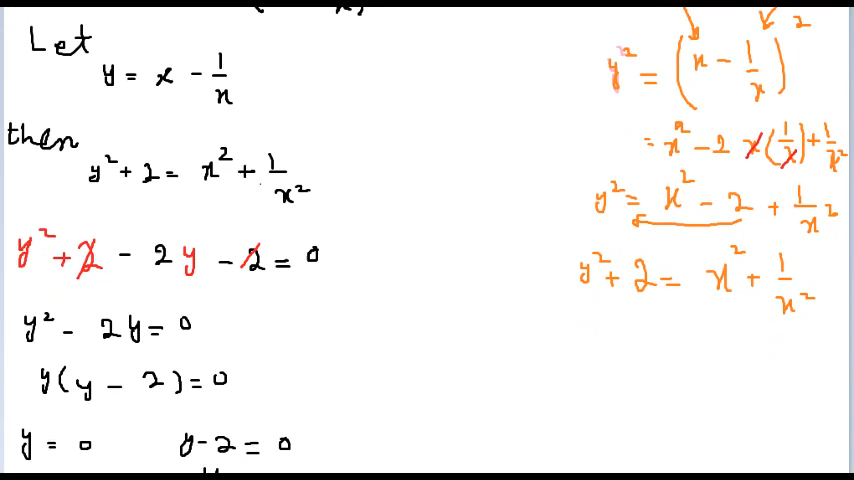 Let
y = x - 1/x
then
y² + 2 = x² + 1/x²
y² + 2 - 2y - 2 = 0
y² - 2y = 0
y(y - 2) = 0
y = 0 y - 2 = 0
y² = (x - 1/x)²
= x² - 2 x(1/x) + 1/x²
y² = x² - 2 + 1/x²
y² + 2 = x² + 1/x²